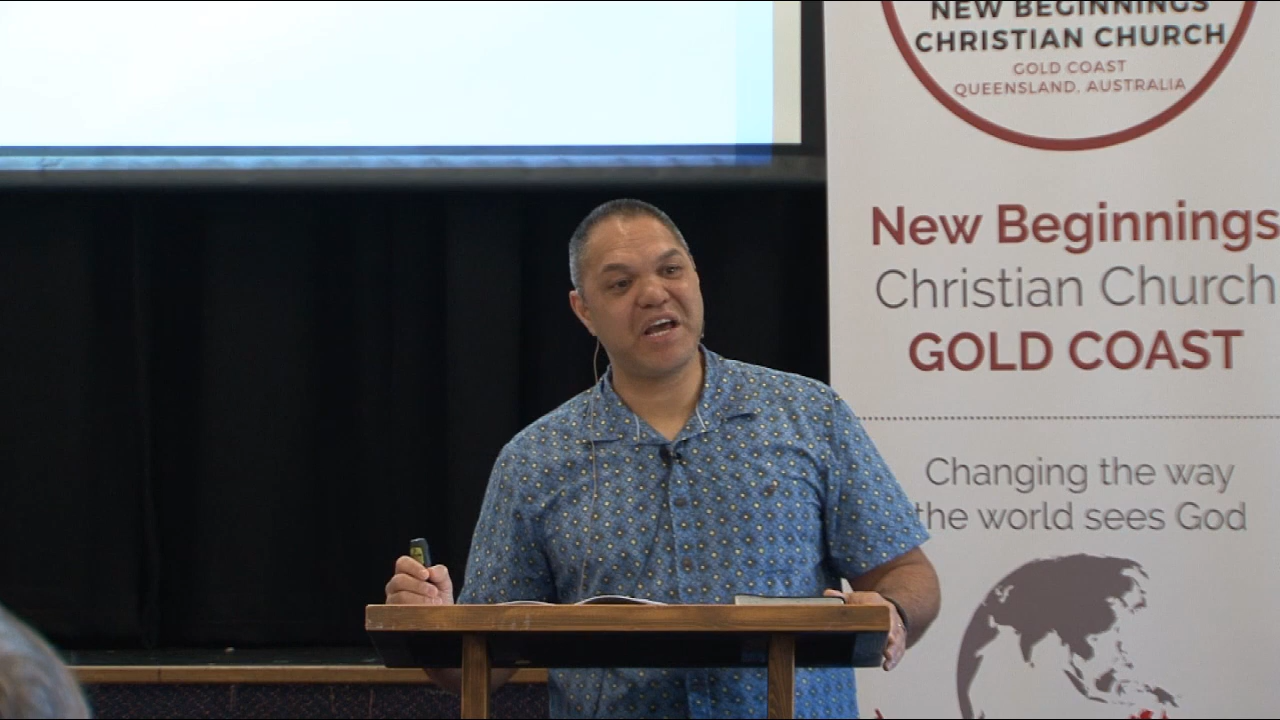 NEW BEGINNINGS
CHRISTIAN CHURCH
GOLD COAST
QUEENSLAND, AUSTRALIA
New Beginnings
Christian Church
GOLD COAST
Changing the way
the world sees God